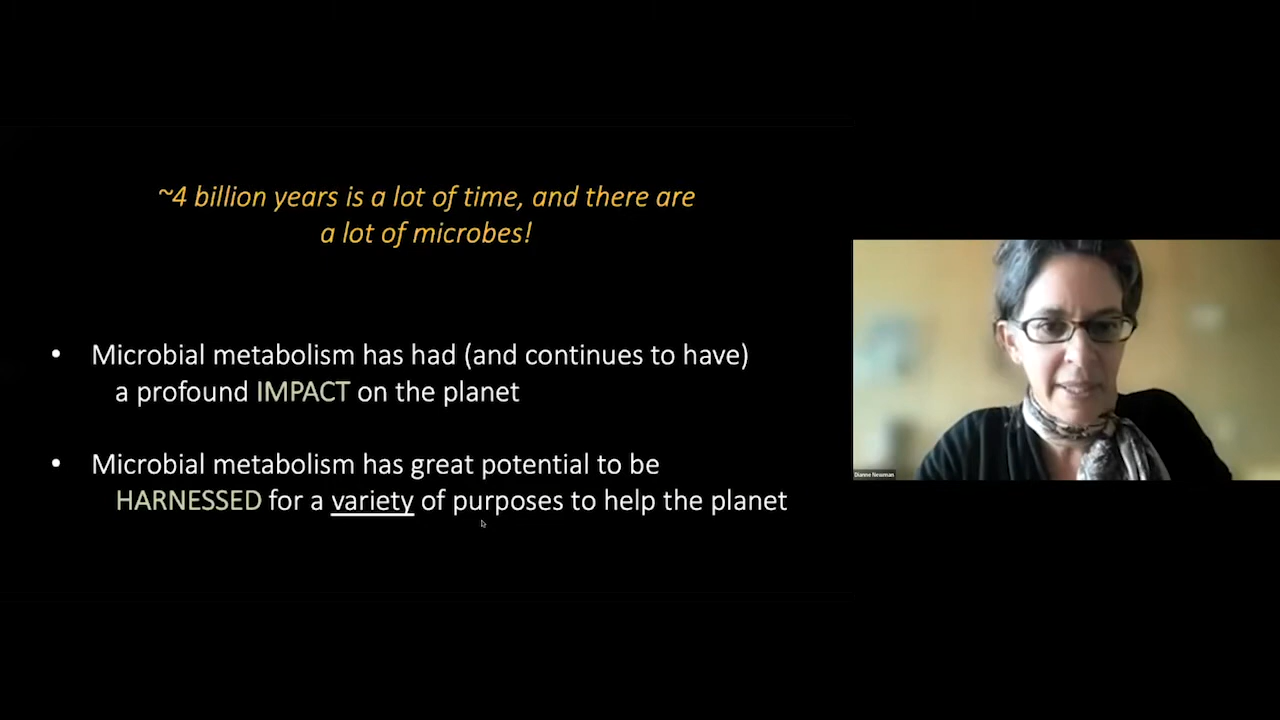 ~4 billion years is a lot of time, and there are
a lot of microbes!
• Microbial metabolism has had (and continues to have)
a profound IMPACT on the planet
• Microbial metabolism has great potential to be
HARNESSED for a variety of purposes to help the planet
Dianne Newman